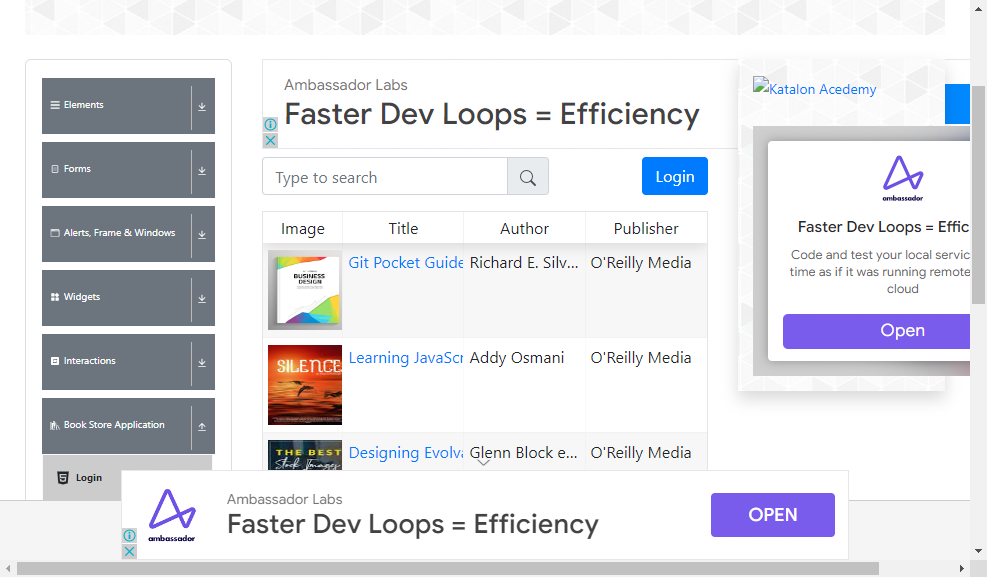 Elements
Forms
Alerts, Frame & Windows
Widgets
Interactions
Book Store Application
Login
Ambassador Labs
Faster Dev Loops = Efficiency
Type to search
Login
Image Title Author Publisher
BUSINESS
DESIGN
Git Pocket Guide Richard E. Silv... O'Reilly Media
SILENCE
Learning JavaScr Addy Osmani O'Reilly Media
THE BEST
Stock Images
Designing Evolva Glenn Block e... O'Reilly Media
Katalon Acedemy
ambassador
Faster Dev Loops = Effic
Code and test your local servic
time as if it was running remote
cloud
Open
ambassador
Ambassador Labs
Faster Dev Loops = Efficiency
OPEN